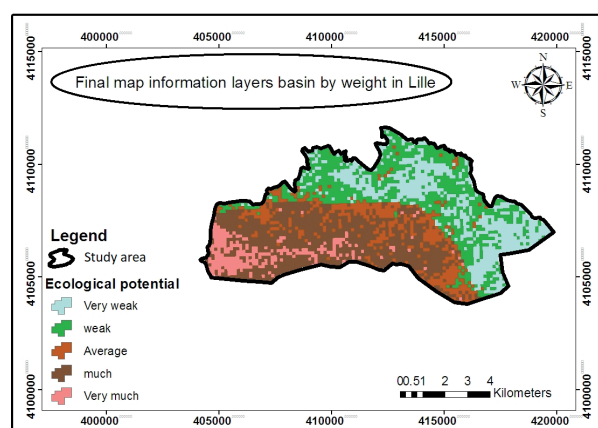 400000 405000 410000 415000 420000
4115000 4115000
Final map information layers basin by weight in Lille
N
W E
S
4110000 4110000
Legend
Study area
4105000 4105000
Ecological potential
Very weak
weak
Average
much
Very much
00.51 2 3 4
Kilometers
4100000 4100000
400000 405000 410000 415000 420000